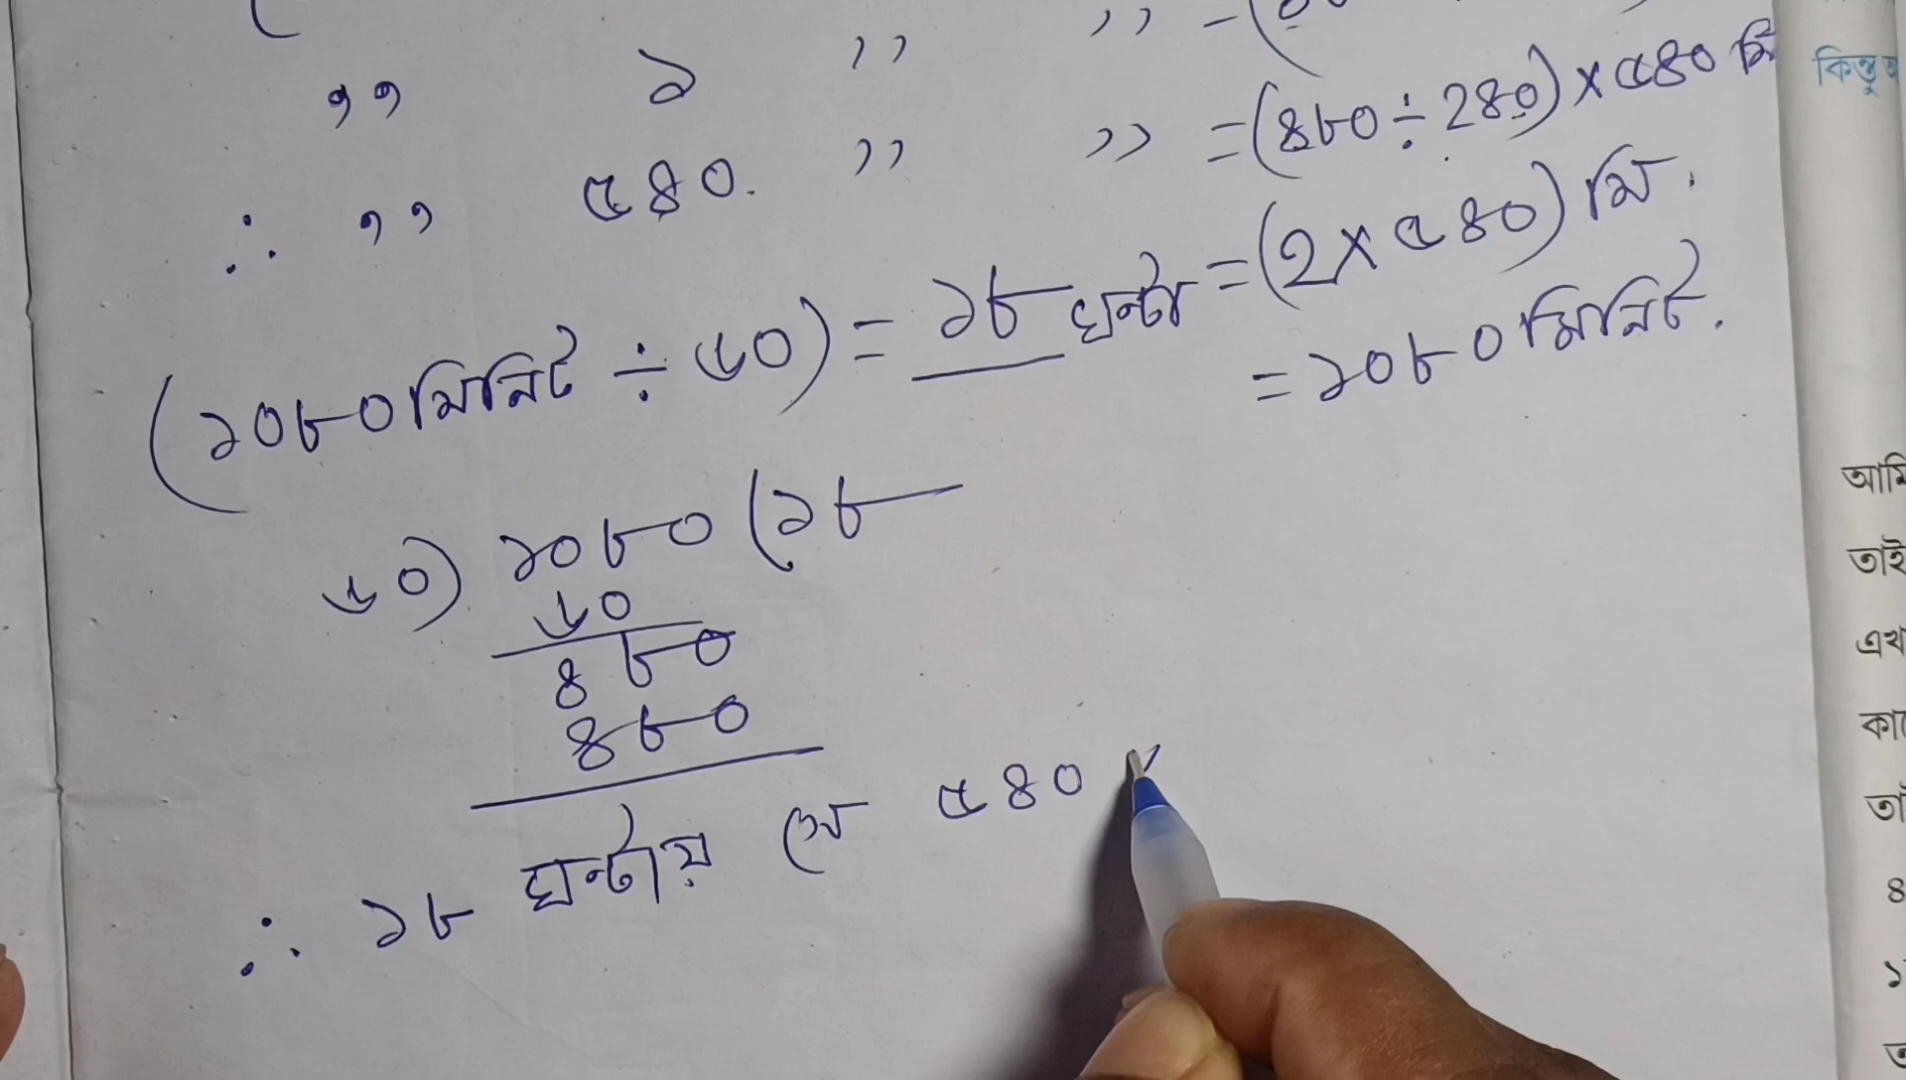 ,, ১ ,, ,, -(
∴ ,, ৫৪০. ,, ,, =(৪৮০÷২৪০)×৫৪০ মি
=(২×৫৪০) মি.
(১০৮০ মিনিট ÷ ৬০) = ১৮ ঘন্টা
=১০৮০ মিনিট.
৬০) ১০৮০ (১৮
৬০
৪৮০
৪৮০
∴ ১৮ ঘন্টায় সে ৫৪০
কিন্তু
আমি
তাই
এখ
কা
তা
৪
১
ত